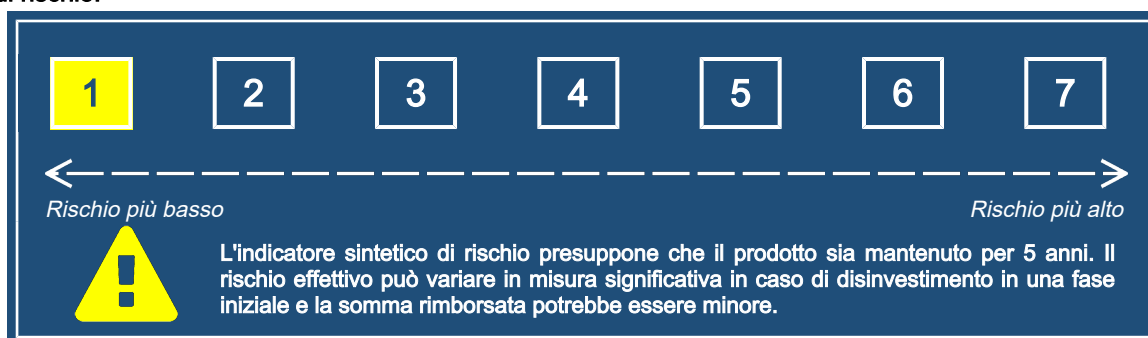 di rischio:
1 2 3 4 5 6 7
Rischio più basso Rischio più alto
L'indicatore sintetico di rischio presuppone che il prodotto sia mantenuto per 5 anni. Il
rischio effettivo può variare in misura significativa in caso di disinvestimento in una fase
iniziale e la somma rimborsata potrebbe essere minore.